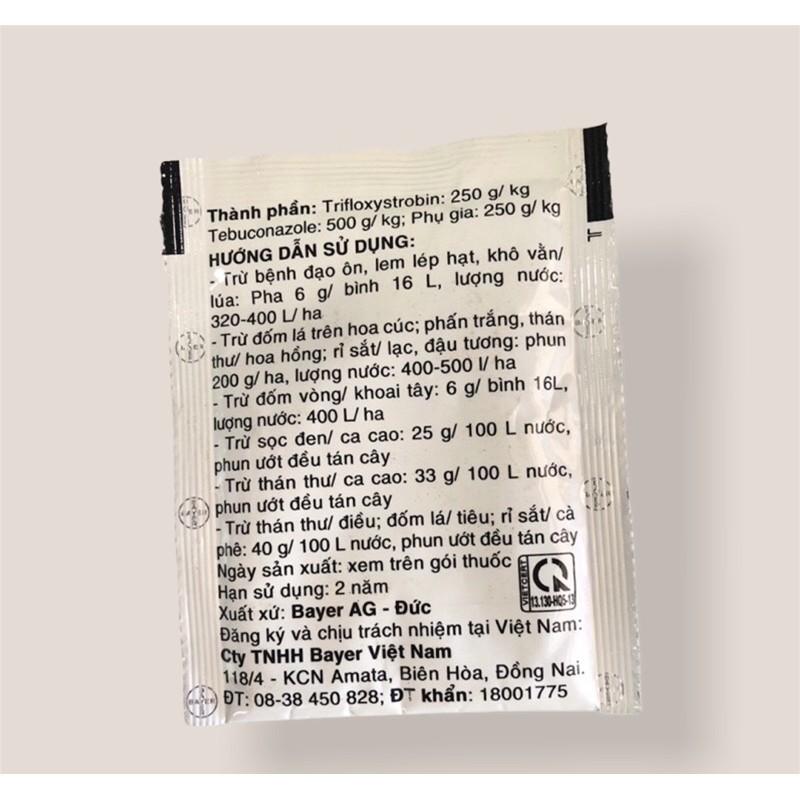 Thành phần: Trifloxystrobin: 250 g/ kg
Tebuconazole: 500 g/ kg; Phụ gia: 250 g/ kg
HƯỚNG DẪN SỬ DỤNG:
- Trừ bệnh đạo ôn, lem lép hạt, khô vằn/
lúa: Pha 6 g/ bình 16 L, lượng nước:
320-400 L/ ha
- Trừ đốm lá trên hoa cúc; phấn trắng, thán
thư/ hoa hồng; rỉ sắt/ lạc, đậu tương: phun
200 g/ ha, lượng nước: 400-500 l/ ha
- Trừ đốm vòng/ khoai tây: 6 g/ bình 16L,
lượng nước: 400 L/ ha
- Trừ sọc đen/ ca cao: 25 g/ 100 L nước,
phun ướt đều tán cây
- Trừ thán thư/ ca cao: 33 g/ 100 L nước,
phun ướt đều tán cây
- Trừ thán thư/ điều; đốm lá/ tiêu; rỉ sắt/ cà
phê: 40 g/ 100 L nước, phun ướt đều tán cây
Ngày sản xuất: xem trên gói thuốc
Hạn sử dụng: 2 năm
Xuất xứ: Bayer AG - Đức
VIETCERT
13.130-HQ5-13
Đăng ký và chịu trách nhiệm tại Việt Nam:
Cty TNHH Bayer Việt Nam
118/4 - KCN Amata, Biên Hòa, Đồng Nai.
ĐT: 08-38 450 828; ĐT khẩn: 18001775
BAYER